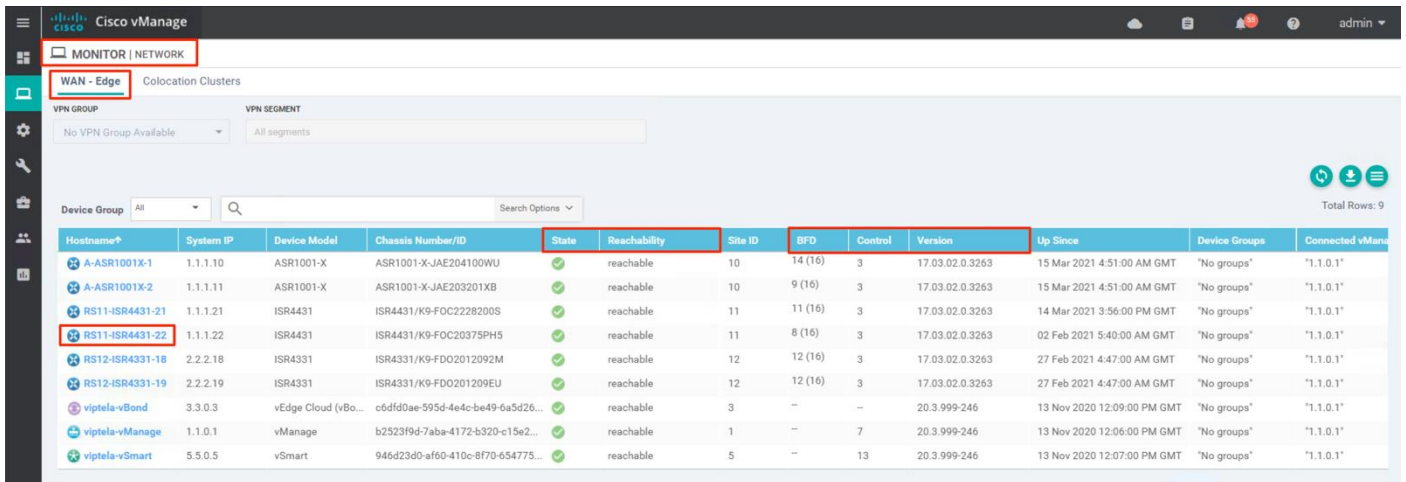 cisco Cisco vManage admin
MONITOR | NETWORK
WAN - Edge Colocation Clusters
VPN GROUP VPN SEGMENT
No VPN Group Available All segments
Device Group All Search Options Total Rows: 9
Hostname System IP Device Model Chassis Number/ID State Reachability Site ID BFD Control Version Up Since Device Groups Connected vMana
A-ASR1001X-1 1.1.1.10 ASR1001-X ASR1001-X-JAE204100WU reachable 10 14 (16) 3 17.03.02.0.3263 15 Mar 2021 4:51:00 AM GMT "No groups" "1.1.0.1"
A-ASR1001X-2 1.1.1.11 ASR1001-X ASR1001-X-JAE203201XB reachable 10 9 (16) 3 17.03.02.0.3263 15 Mar 2021 4:51:00 AM GMT "No groups" "1.1.0.1"
RS11-ISR4431-21 1.1.1.21 ISR4431 ISR4431/K9-FOC2228200S reachable 11 11 (16) 3 17.03.02.0.3263 14 Mar 2021 3:56:00 PM GMT "No groups" "1.1.0.1"
RS11-ISR4431-22 1.1.1.22 ISR4431 ISR4431/K9-FOC20375PH5 reachable 11 8 (16) 3 17.03.02.0.3263 02 Feb 2021 5:40:00 AM GMT "No groups" "1.1.0.1"
RS12-ISR4331-18 2.2.2.18 ISR4331 ISR4331/K9-FDO2012092M reachable 12 12 (16) 3 17.03.02.0.3263 27 Feb 2021 4:47:00 AM GMT "No groups" "1.1.0.1"
RS12-ISR4331-19 2.2.2.19 ISR4331 ISR4331/K9-FDO201209EU reachable 12 12 (16) 3 17.03.02.0.3263 27 Feb 2021 4:47:00 AM GMT "No groups" "1.1.0.1"
viptela-vBond 3.3.0.3 vEdge Cloud (vBo... c6dfd0ae-595d-4e4c-be49-6a5d26... reachable 3 -- -- 20.3.999-246 13 Nov 2020 12:09:00 PM GMT "No groups" "1.1.0.1"
viptela-vManage 1.1.0.1 vManage b2523f9d-7aba-4172-b320-c15e2... reachable 1 -- 7 20.3.999-246 13 Nov 2020 12:06:00 PM GMT "No groups" "1.1.0.1"
viptela-vSmart 5.5.0.5 vSmart 946d23d0-af60-410c-8f70-654775... reachable 5 -- 13 20.3.999-246 13 Nov 2020 12:07:00 PM GMT "No groups" "1.1.0.1"